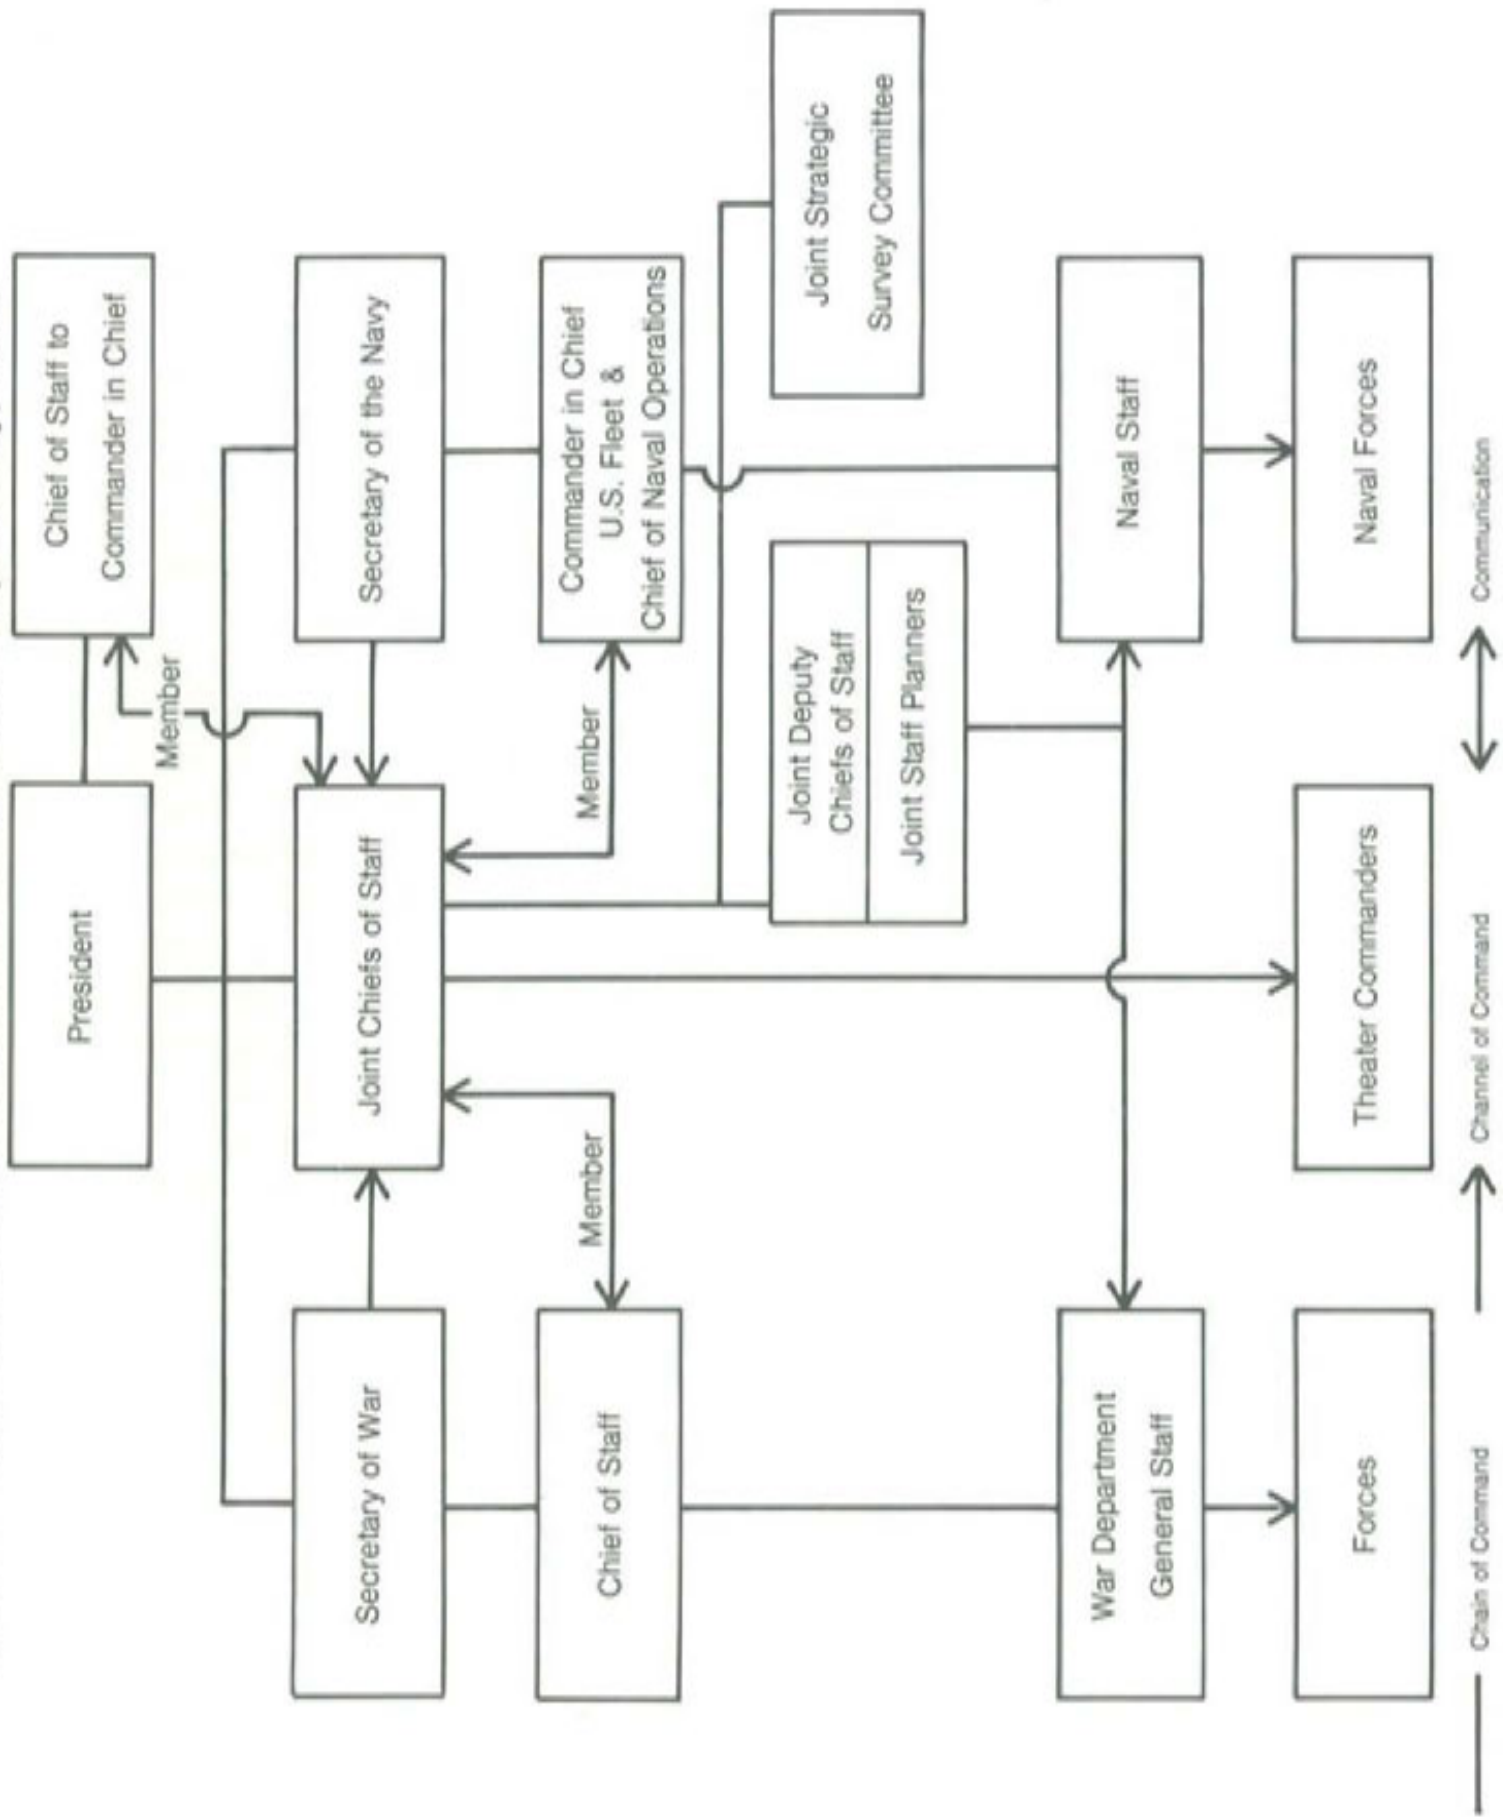 President
Chief of Staff to
Commander in Chief
Member
Secretary of War
Joint Chiefs of Staff
Secretary of the Navy
Chief of Staff
Member
Member
Commander in Chief
U.S. Fleet &
Chief of Naval Operations
Joint Deputy
Chiefs of Staff
Joint Staff Planners
Joint Strategic
Survey Committee
War Department
General Staff
Naval Staff
Forces
Theater Commanders
Naval Forces
Chain of Command
Channel of Command
Communication